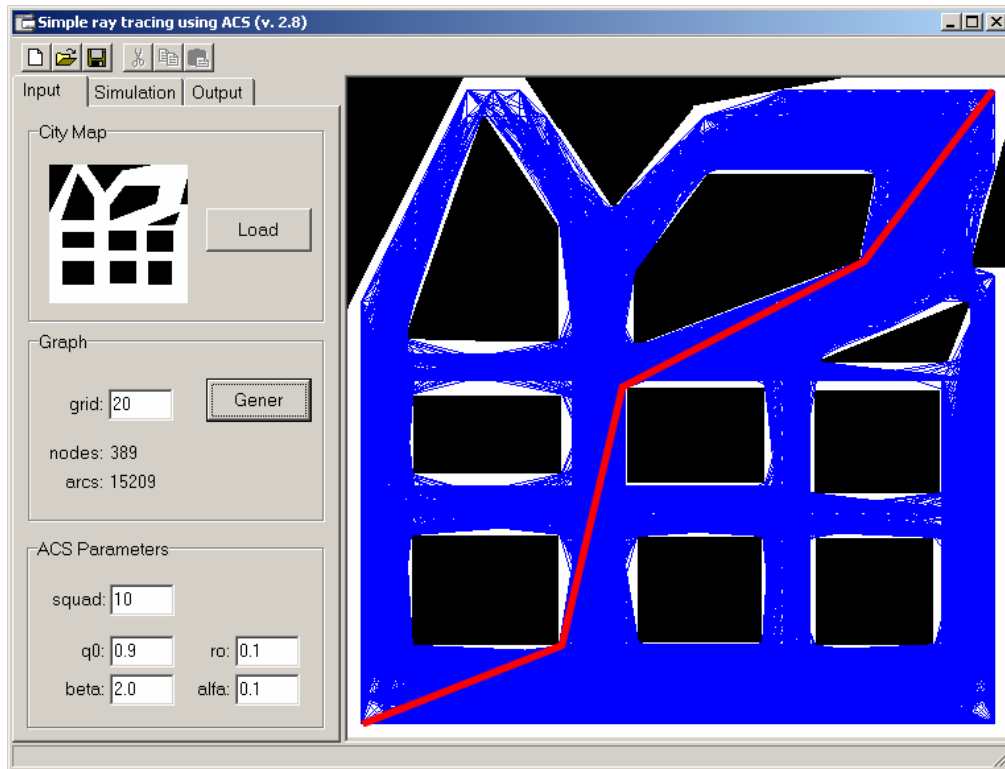 Simple ray tracing using ACS (v. 2.8)
Input Simulation Output
City Map
Load
Graph
grid: 20
Gener
nodes: 389
arcs: 15209
ACS Parameters
squad: 10
q0: 0.9 ro: 0.1
beta: 2.0 alfa: 0.1